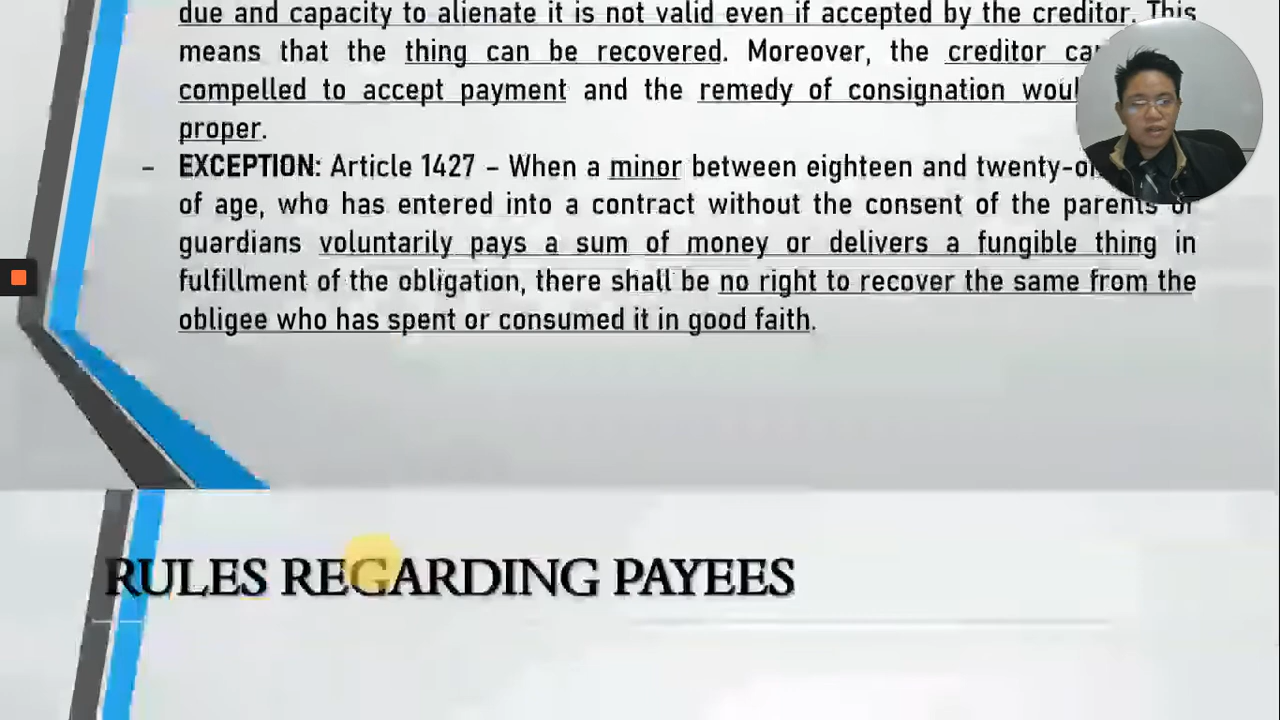 due and capacity to alienate it is not valid even if accepted by the creditor. This
means that the thing can be recovered. Moreover, the creditor
compelled to accept payment and the remedy of consignation
proper.
– EXCEPTION: Article 1427 – When a minor between eighteen and
of age, who has entered into a contract without the consent of the parents or
guardians voluntarily pays a sum of money or delivers a fungible thing in
fulfillment of the obligation, there shall be no right to recover the same from the
obligee who has spent or consumed it in good faith.
RULES REGARDING PAYEES